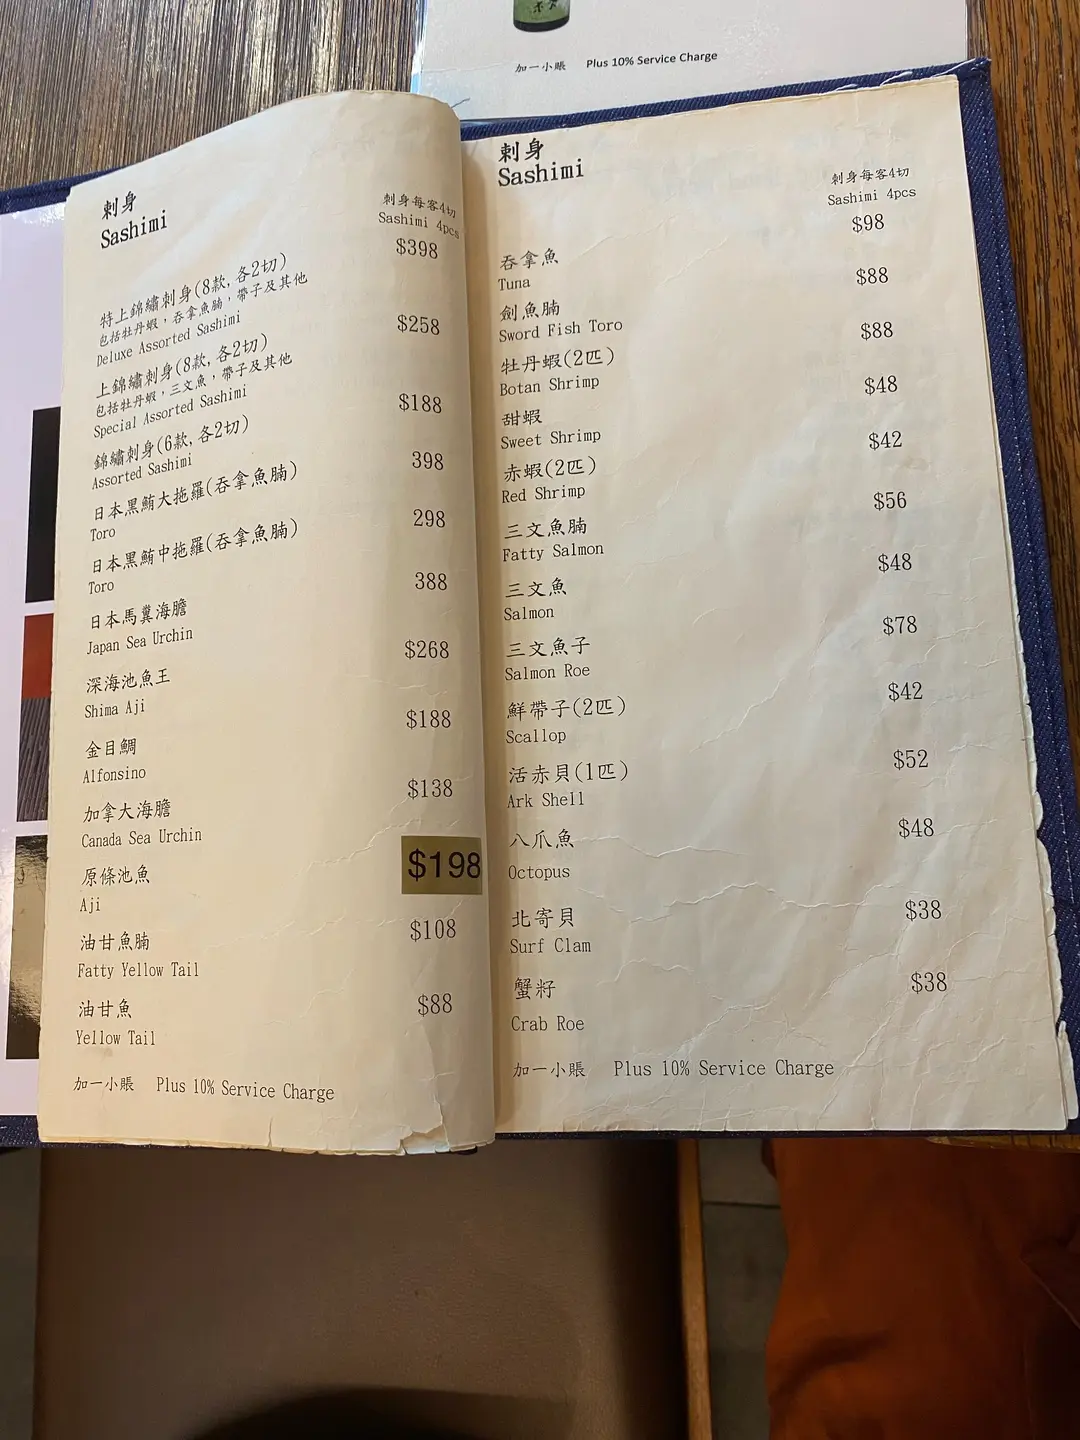 加一小賬 Plus 10% Service Charge
刺身
Sashimi
刺身每客4切
Sashimi 4pcs
$398
特上錦繡刺身(8款, 各2切)
包括牡丹蝦，吞拿魚腩，帶子及其他
Deluxe Assorted Sashimi
$258
上錦繡刺身(8款, 各2切)
包括牡丹蝦，三文魚，帶子及其他
Special Assorted Sashimi
$188
錦繡刺身(6款, 各2切)
Assorted Sashimi
398
日本黑鮪大拖羅(吞拿魚腩)
Toro
298
日本黑鮪中拖羅(吞拿魚腩)
Toro
388
日本馬糞海膽
Japan Sea Urchin
$268
深海池魚王
Shima Aji
$188
金目鯛
Alfonsino
$138
加拿大海膽
Canada Sea Urchin
$198
原條池魚
Aji
$108
油甘魚腩
Fatty Yellow Tail
$88
油甘魚
Yellow Tail
加一小賬 Plus 10% Service Charge
刺身
Sashimi
刺身每客4切
Sashimi 4pcs
$98
吞拿魚
Tuna
$88
劍魚腩
Sword Fish Toro
$88
牡丹蝦(2匹)
Botan Shrimp
$48
甜蝦
Sweet Shrimp
$42
赤蝦(2匹)
Red Shrimp
$56
三文魚腩
Fatty Salmon
$48
三文魚
Salmon
$78
三文魚子
Salmon Roe
$42
鮮帶子(2匹)
Scallop
$52
活赤貝(1匹)
Ark Shell
$48
八爪魚
Octopus
$38
北寄貝
Surf Clam
$38
蟹籽
Crab Roe
加一小賬 Plus 10% Service Charge